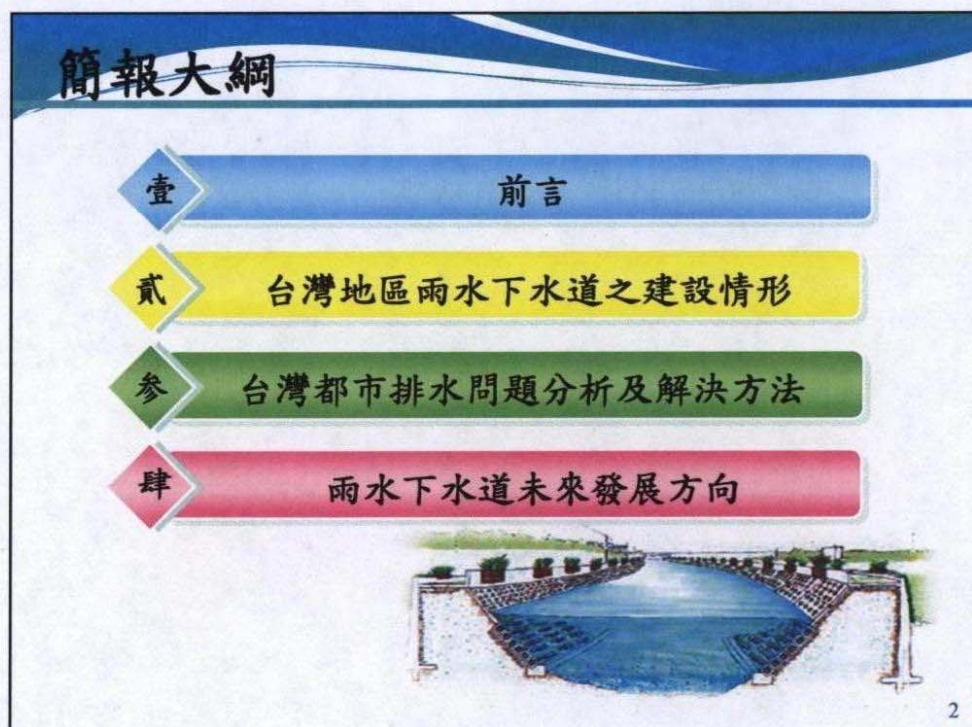 簡報大綱
壹 前言
貳 台灣地區雨水下水道之建設情形
參 台灣都市排水問題分析及解決方法
肆 雨水下水道未來發展方向
2